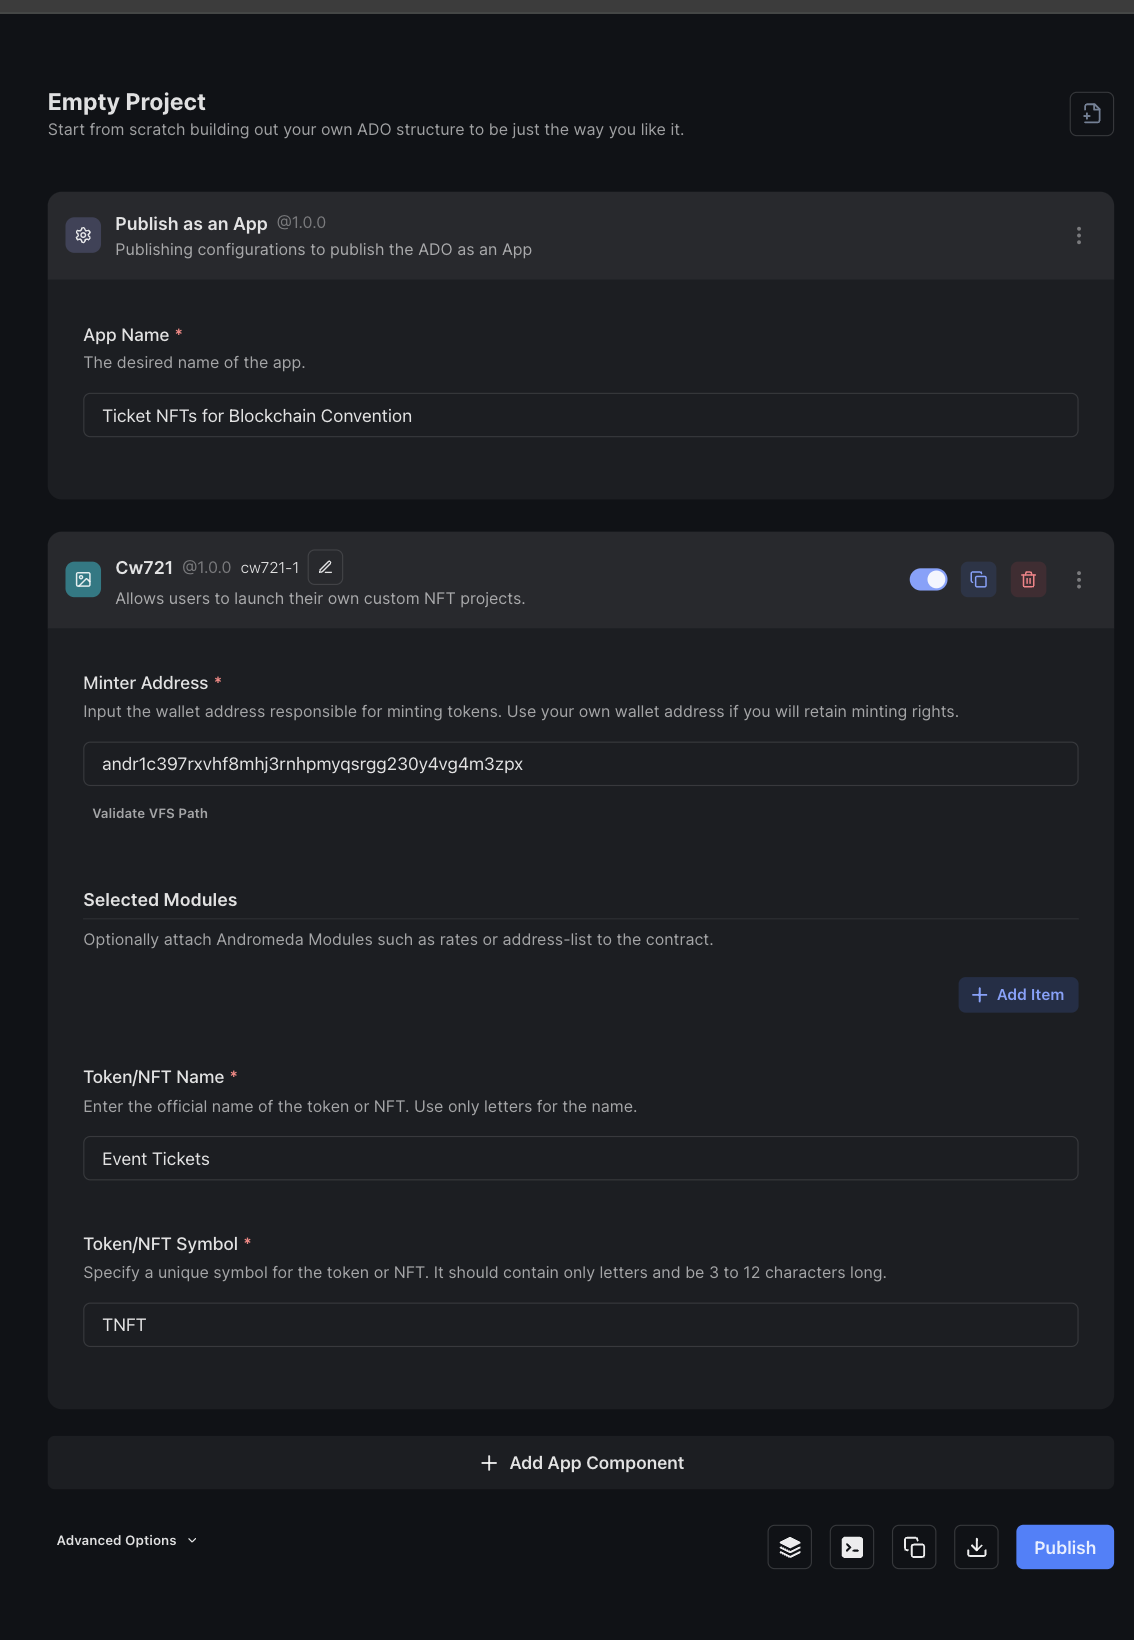 Empty Project
Start from scratch building out your own ADO structure to be just the way you like it.
Publish as an App @1.0.0
Publishing configurations to publish the ADO as an App
App Name *
The desired name of the app.
Ticket NFTs for Blockchain Convention
Cw721 @1.0.0 cw721-1
Allows users to launch their own custom NFT projects.
Minter Address *
Input the wallet address responsible for minting tokens. Use your own wallet address if you will retain minting rights.
andr1c397rxvhf8mhj3rnhpmyqsrgg230y4vg4m3zpx
Validate VFS Path
Selected Modules
Optionally attach Andromeda Modules such as rates or address-list to the contract.
Add Item
Token/NFT Name *
Enter the official name of the token or NFT. Use only letters for the name.
Event Tickets
Token/NFT Symbol *
Specify a unique symbol for the token or NFT. It should contain only letters and be 3 to 12 characters long.
TNFT
Add App Component
Advanced Options
Publish